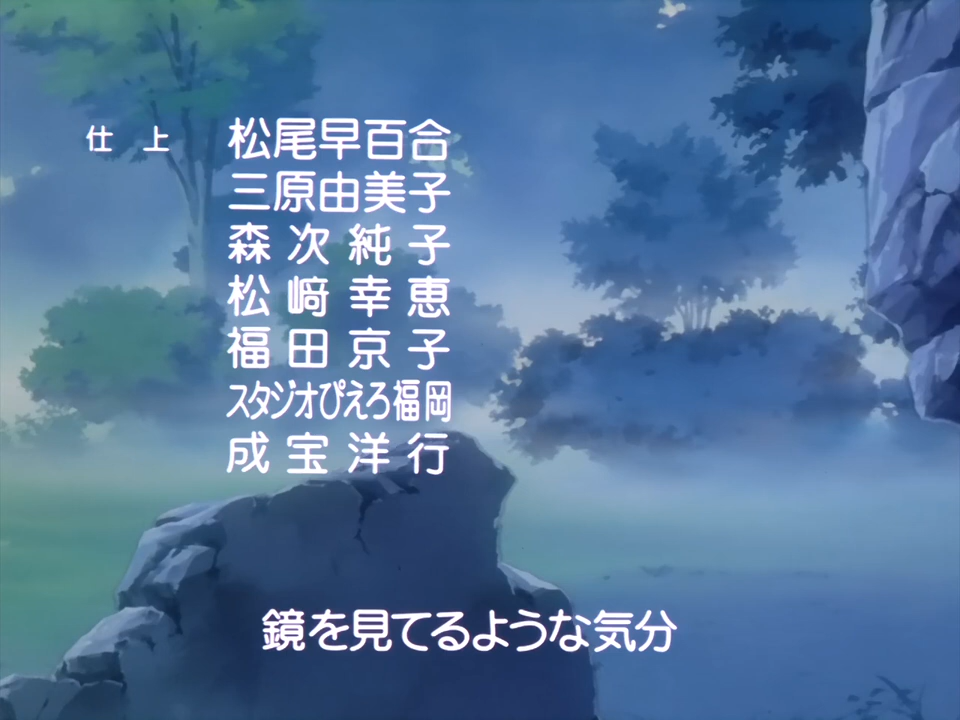 仕上 松尾早百合
三原由美子
森次純子
松﨑幸恵
福田京子
スタジオぴえろ福岡
成宝洋行
鏡を見てるような気分